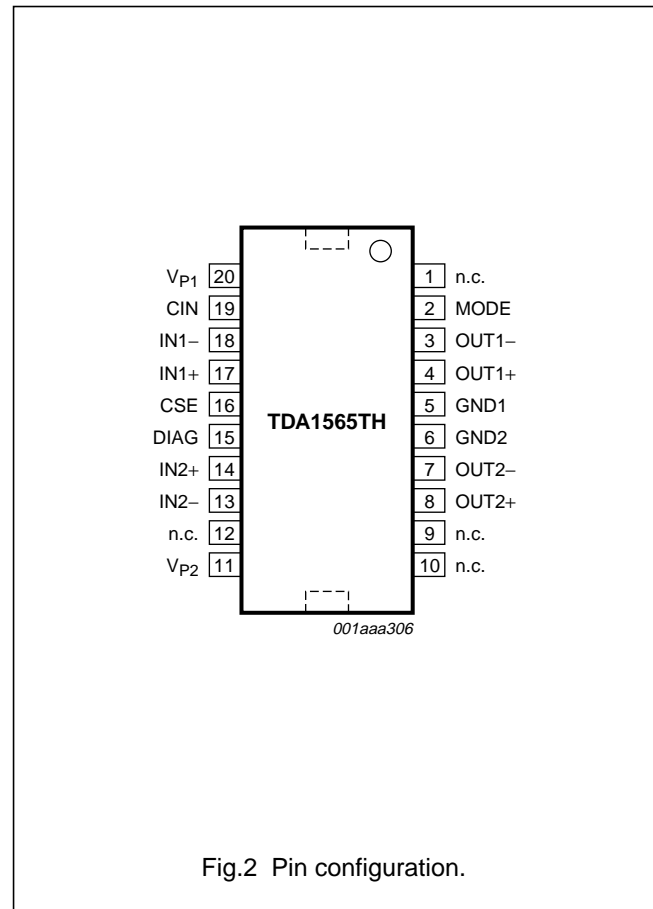 VP1 20 1 n.c.
CIN 19 2 MODE
IN1− 18 3 OUT1−
IN1+ 17 4 OUT1+
CSE 16 5 GND1
TDA1565TH
DIAG 15 6 GND2
IN2+ 14 7 OUT2−
IN2− 13 8 OUT2+
n.c. 12 9 n.c.
VP2 11 10 n.c.
001aaa306
Fig.2 Pin configuration.